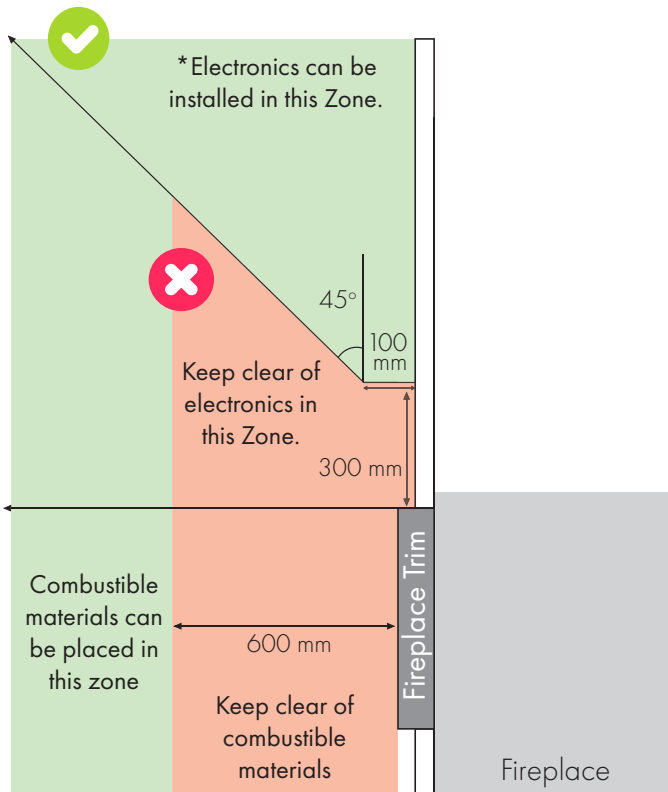 *Electronics can be
installed in this Zone.
45°
100
mm
Keep clear of
electronics in
this Zone.
300 mm
Combustible
materials can
be placed in
this zone
600 mm
Fireplace Trim
Keep clear of
combustible
materials
Fireplace